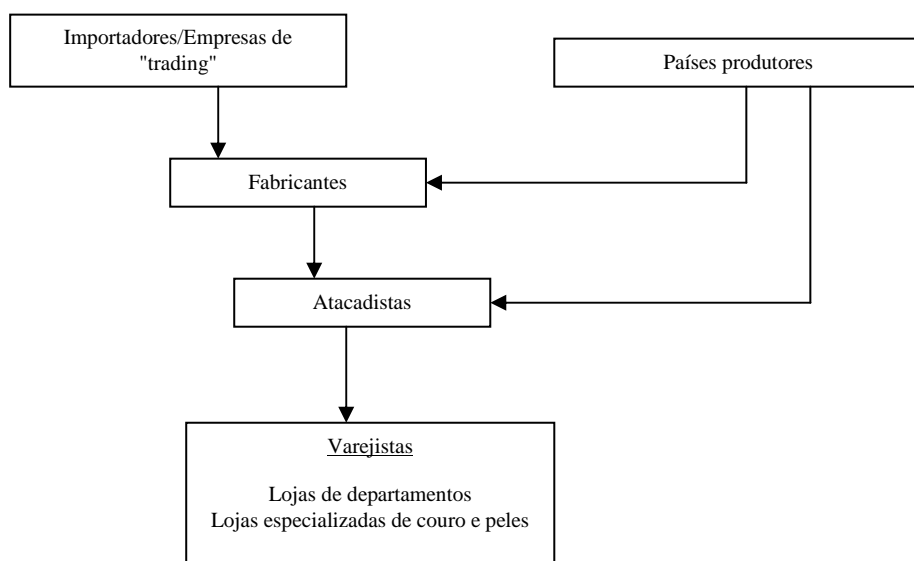 Importadores/Empresas de
"trading"
Países produtores
Fabricantes
Atacadistas
Varejistas
Lojas de departamentos
Lojas especializadas de couro e peles